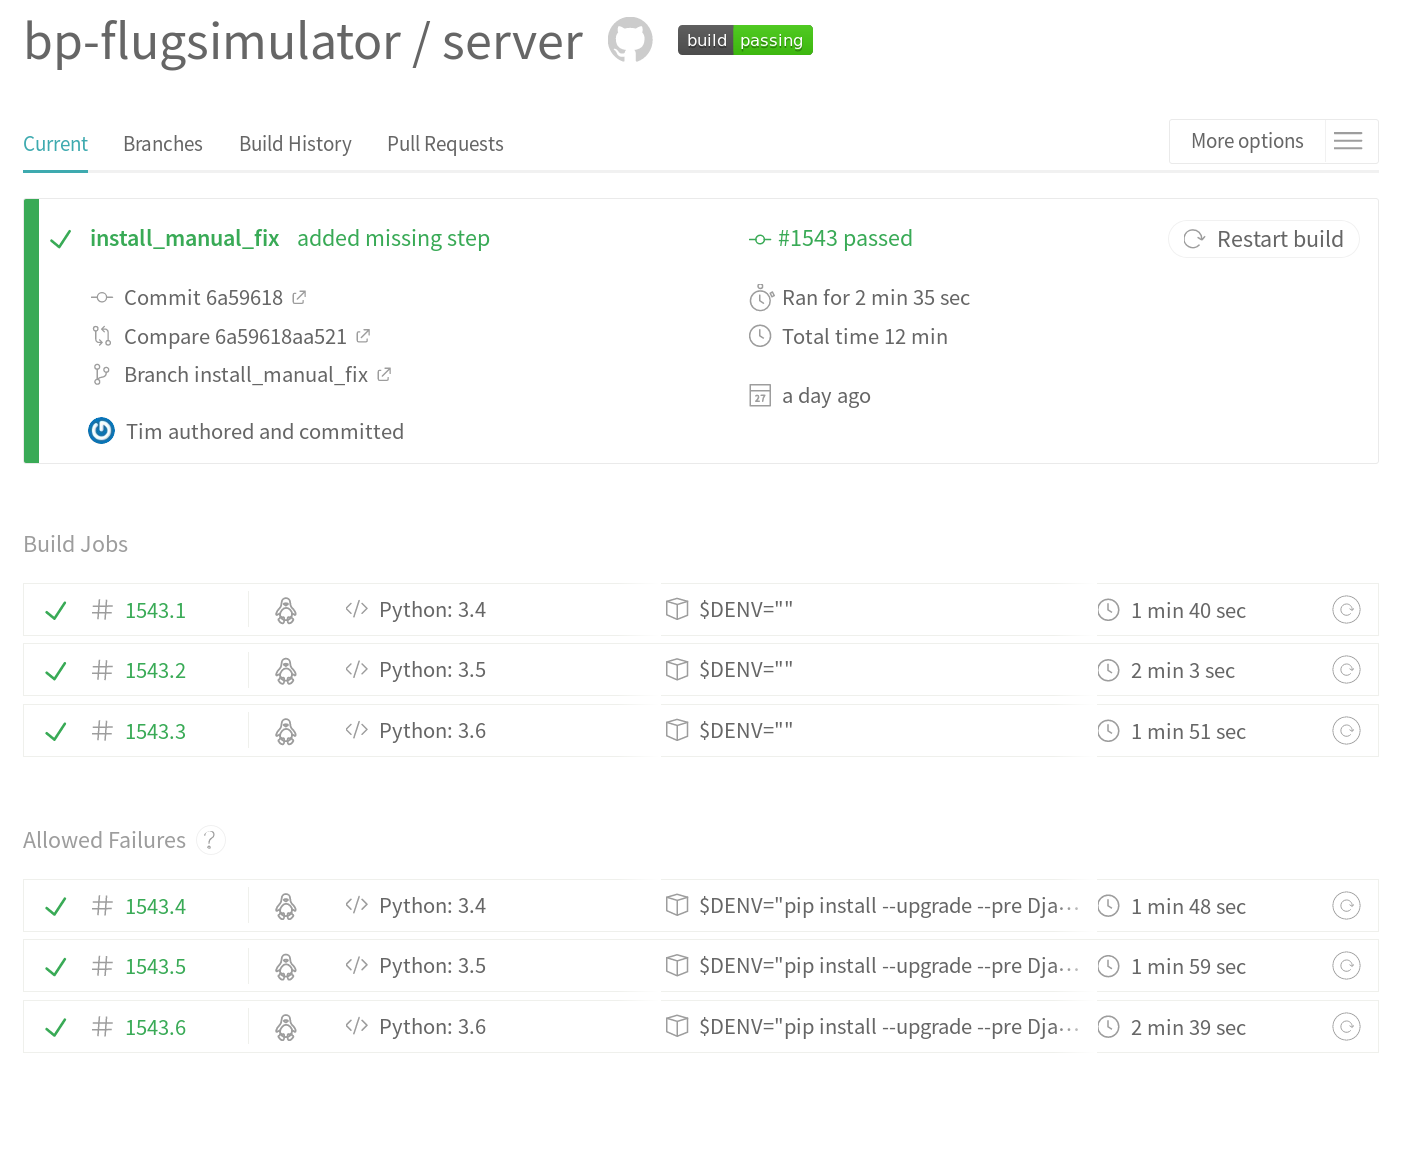 bp-flugsimulator / server build passing
Current Branches Build History Pull Requests More options
install_manual_fix added missing step #1543 passed Restart build
Commit 6a59618 Ran for 2 min 35 sec
Compare 6a59618aa521 Total time 12 min
Branch install_manual_fix
27 a day ago
Tim authored and committed
Build Jobs
# 1543.1 </> Python: 3.4 $DENV="" 1 min 40 sec
# 1543.2 </> Python: 3.5 $DENV="" 2 min 3 sec
# 1543.3 </> Python: 3.6 $DENV="" 1 min 51 sec
Allowed Failures ?
# 1543.4 </> Python: 3.4 $DENV="pip install --upgrade --pre Dja... 1 min 48 sec
# 1543.5 </> Python: 3.5 $DENV="pip install --upgrade --pre Dja... 1 min 59 sec
# 1543.6 </> Python: 3.6 $DENV="pip install --upgrade --pre Dja... 2 min 39 sec